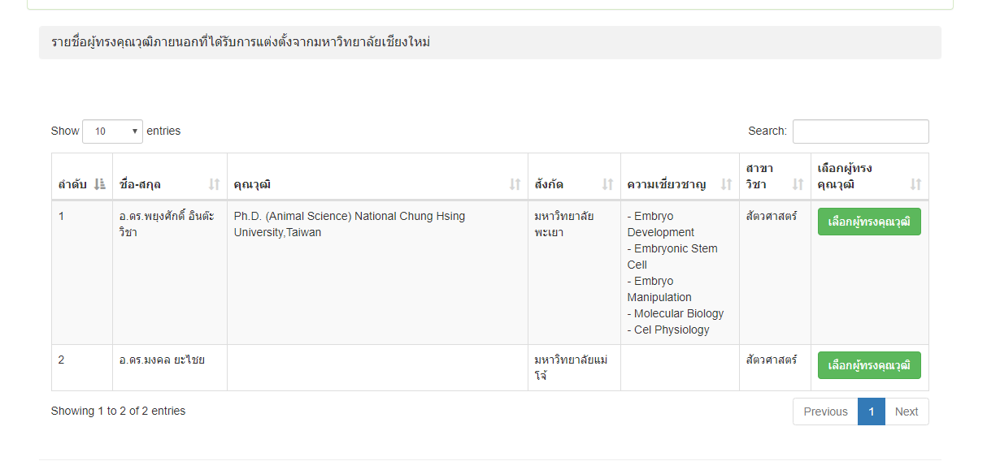 รายชื่อผู้ทรงคุณวุฒิภายนอกที่ได้รับการแต่งตั้งจากมหาวิทยาลัยเชียงใหม่
Show 10 entries
Search:
ลำดับ
ชื่อ-สกุล
คุณวุฒิ
สังกัด
ความเชี่ยวชาญ
สาขา
วิชา
เลือกผู้ทรง
คุณวุฒิ
1
อ.ดร.พยุงศักดิ์ อินต๊ะ
วิชา
Ph.D. (Animal Science) National Chung Hsing
University,Taiwan
มหาวิทยาลัย
พะเยา
- Embryo
Development
- Embryonic Stem
Cell
- Embryo
Manipulation
- Molecular Biology
- Cel Physiology
สัตวศาสตร์
เลือกผู้ทรงคุณวุฒิ
2
อ.ดร.มงคล ยะไชย
มหาวิทยาลัยแม่
โจ้
สัตวศาสตร์
เลือกผู้ทรงคุณวุฒิ
Showing 1 to 2 of 2 entries
Previous 1 Next